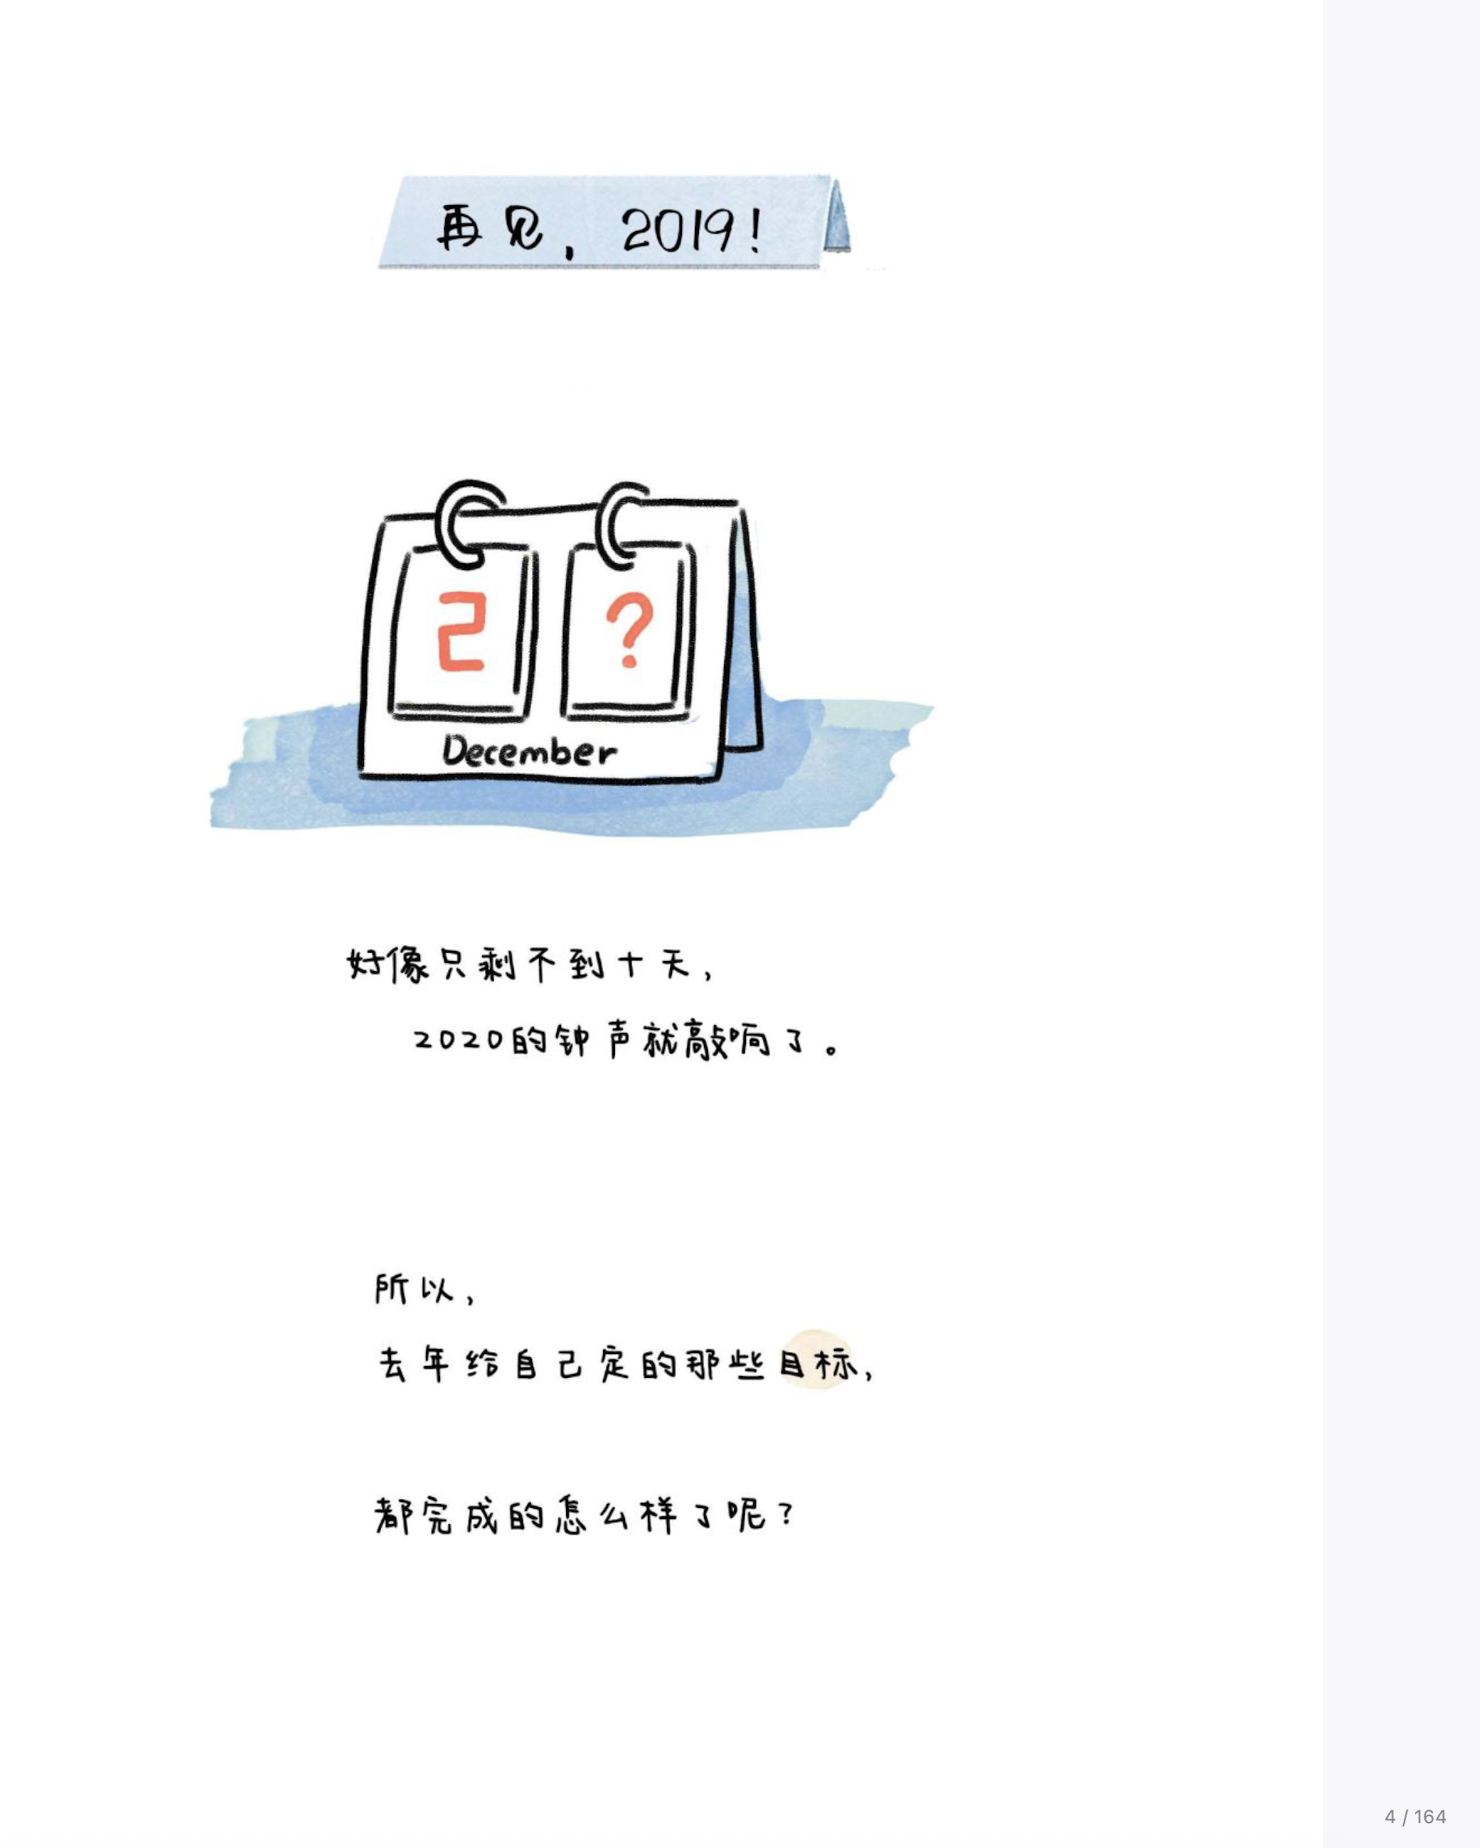 再见，2019！
2 ?
December
好像只剩不到十天，
2020的钟声就敲响了。
所以，
去年给自己定的那些目标，
都完成的怎么样了呢？
4 / 164